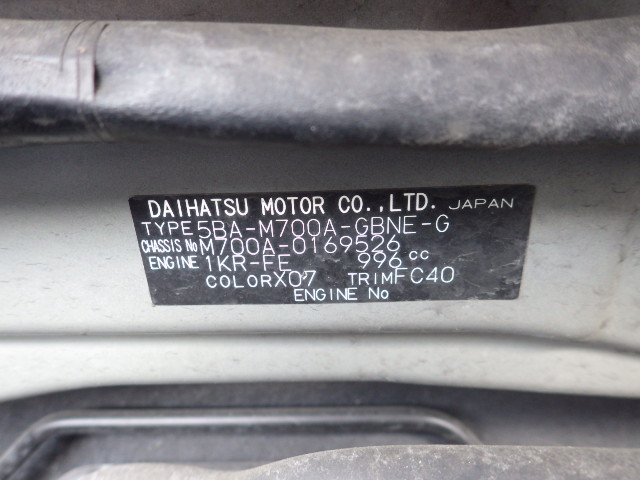 DAIHATSU MOTOR CO.,LTD. JAPAN
TYPE 5BA-M700A-GBNE-G
CHASSIS No M700A-0169526
ENGINE 1KR-FE 996 cc
COLOR X07 TRIM FC40
ENGINE No